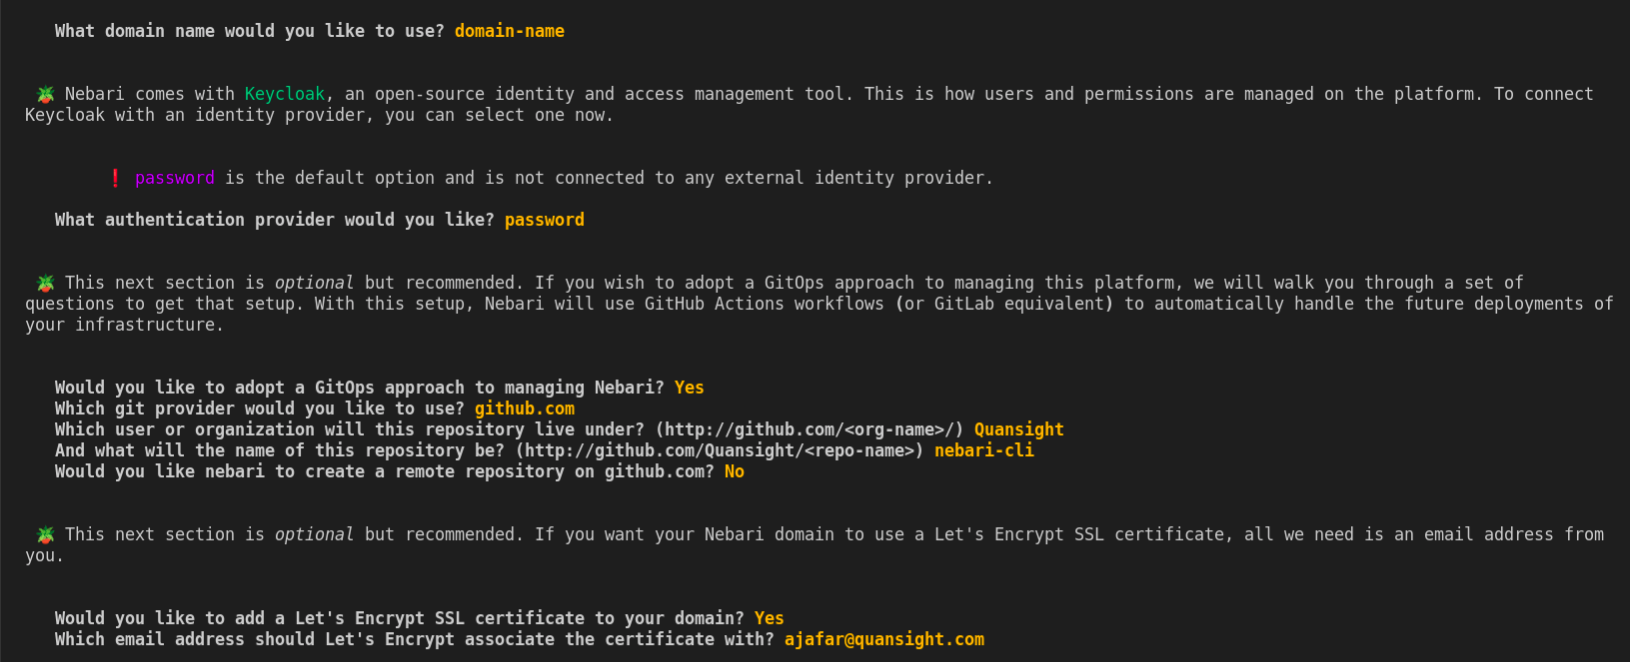 What domain name would you like to use? domain-name
🪴 Nebari comes with Keycloak, an open-source identity and access management tool. This is how users and permissions are managed on the platform. To connect
Keycloak with an identity provider, you can select one now.
❗ password is the default option and is not connected to any external identity provider.
What authentication provider would you like? password
🪴 This next section is optional but recommended. If you wish to adopt a GitOps approach to managing this platform, we will walk you through a set of
questions to get that setup. With this setup, Nebari will use GitHub Actions workflows (or GitLab equivalent) to automatically handle the future deployments of
your infrastructure.
Would you like to adopt a GitOps approach to managing Nebari? Yes
Which git provider would you like to use? github.com
Which user or organization will this repository live under? (http://github.com/<org-name>/) Quansight
And what will the name of this repository be? (http://github.com/Quansight/<repo-name>) nebari-cli
Would you like nebari to create a remote repository on github.com? No
🪴 This next section is optional but recommended. If you want your Nebari domain to use a Let's Encrypt SSL certificate, all we need is an email address from
you.
Would you like to add a Let's Encrypt SSL certificate to your domain? Yes
Which email address should Let's Encrypt associate the certificate with? ajafar@quansight.com